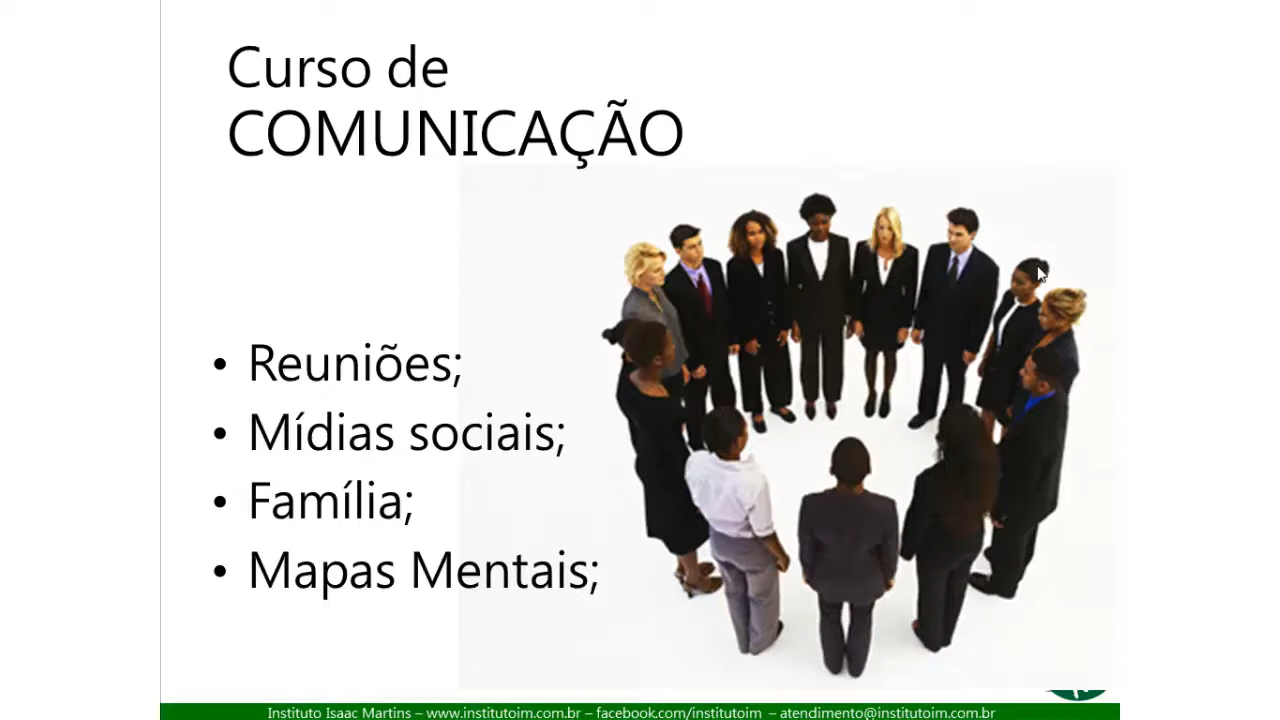 Curso de
COMUNICAÇÃO
• Reuniões;
• Mídias sociais;
• Família;
• Mapas Mentais;
Instituto Isaac Martins – www.institutoim.com.br – facebook.com/institutoim – atendimento@institutoim.com.br